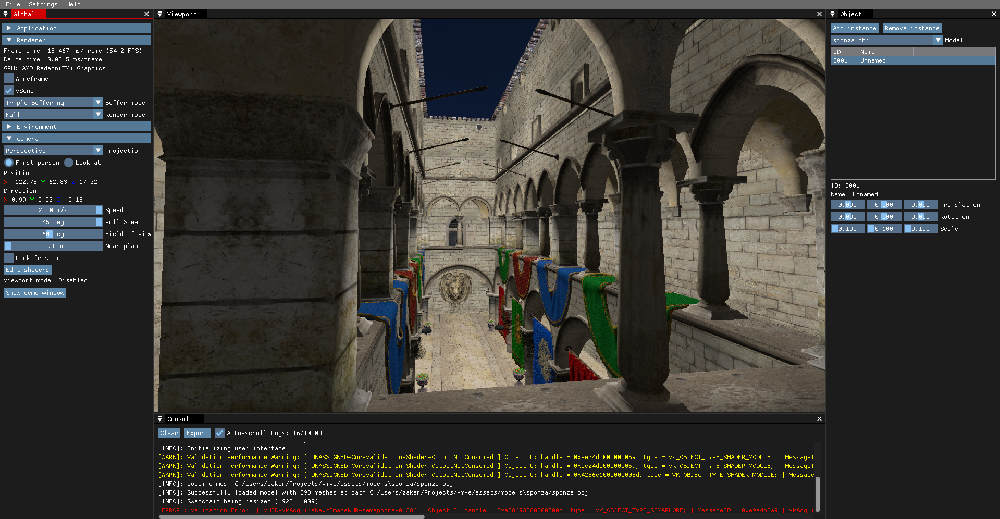 File Settings Help
Global
Application
Renderer
Frame time: 18.467 ms/frame (54.2 FPS)
Delta time: 0.0315 ms/frame
GPU: AMD Radeon(TM) Graphics
Wireframe
VSync
Triple Buffering Buffer mode
Full Render mode
Environment
Camera
Perspective Projection
First person Look at
Position
X -122.78 Y 62.83 17.32
Direction
X 0.99 Y 0.03 -0.15
20.0 m/s Speed
45 deg Roll Speed
60 deg Field of view
0.1 m Near plane
Lock frustum
Edit shaders
Viewport mode: Disabled
Show demo window
Viewport
Console
Clear Export Auto-scroll Logs: 16/10000
[INFO]: Initializing user interface
[WARN]: Validation Performance Warning: [ UNASSIGNED-CoreValidation-Shader-OutputNotConsumed ] Object 0: handle = 0xee24d0000000059, type = VK_OBJECT_TYPE_SHADER_MODULE; | MessageI
[WARN]: Validation Performance Warning: [ UNASSIGNED-CoreValidation-Shader-OutputNotConsumed ] Object 0: handle = 0xee24d0000000059, type = VK_OBJECT_TYPE_SHADER_MODULE; | MessageI
[WARN]: Validation Performance Warning: [ UNASSIGNED-CoreValidation-Shader-OutputNotConsumed ] Object 0: handle = 0x4256c1000000005d, type = VK_OBJECT_TYPE_SHADER_MODULE; | Message
[INFO]: Loading mesh C:/Users/zakar/Projects/vmve/assets/models\sponza/sponza.obj
[INFO]: Successfully loaded model with 393 meshes at path C:/Users/zakar/Projects/vmve/assets/models\sponza/sponza.obj
[INFO]: Swapchain being resized (1920, 1009)
[ERROR]: Validation Error: [ VUID-vkAcquireNextImageKHR-semaphore-01286 ] Object 0: handle = 0xe88693000000000c, type = VK_OBJECT_TYPE_SEMAPHORE; | MessageID = 0xe9e4b2a9 | vkAcqui
Object
Add instance Remove instance
sponza.obj Model
ID Name
0001 Unnamed
ID: 0001
Name: Unnamed
0.000 0.000 0.000 Translation
0.000 0.000 0.000 Rotation
0.100 0.100 0.100 Scale